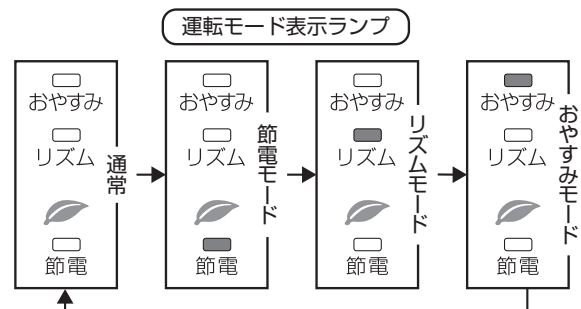 運転モード表示ランプ
おやすみ
リズム
節電
通常
おやすみ
リズム
節電
節電モード
おやすみ
リズム
節電
リズムモード
おやすみ
リズム
節電
おやすみモード